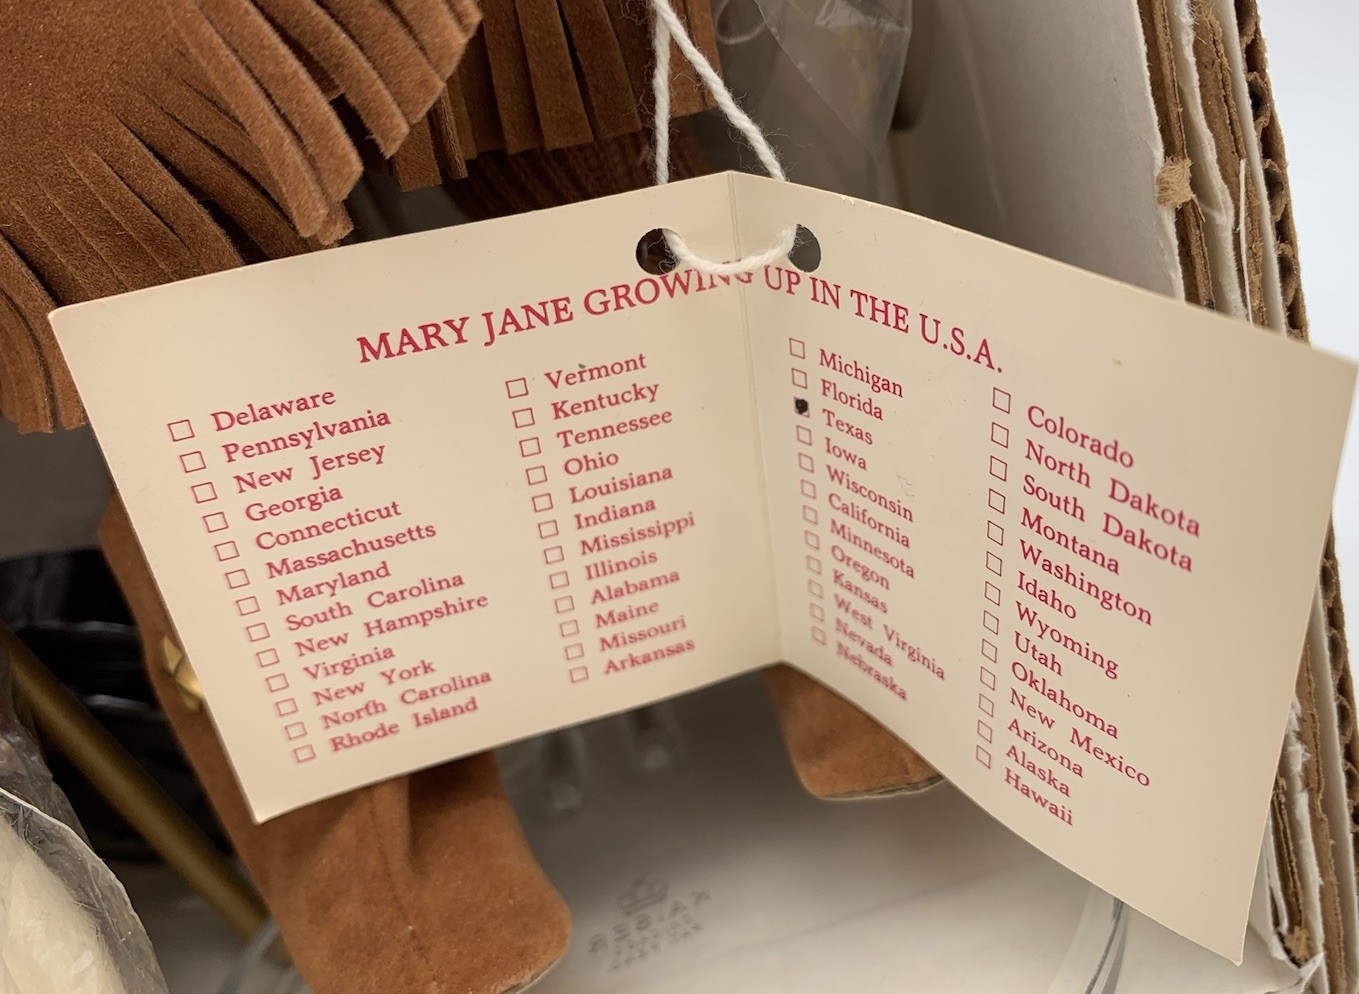 MARY JANE GROWING UP IN THE U.S.A.
Delaware
Pennsylvania
New Jersey
Georgia
Connecticut
Massachusetts
Maryland
South Carolina
New Hampshire
Virginia
New York
North Carolina
Rhode Island
Vermont
Kentucky
Tennessee
Ohio
Louisiana
Indiana
Mississippi
Illinois
Alabama
Maine
Missouri
Arkansas
Michigan
Florida
Texas
Iowa
Wisconsin
California
Minnesota
Oregon
Kansas
West Virginia
Nevada
Nebraska
Colorado
North Dakota
South Dakota
Montana
Washington
Idaho
Wyoming
Utah
Oklahoma
New Mexico
Arizona
Alaska
Hawaii